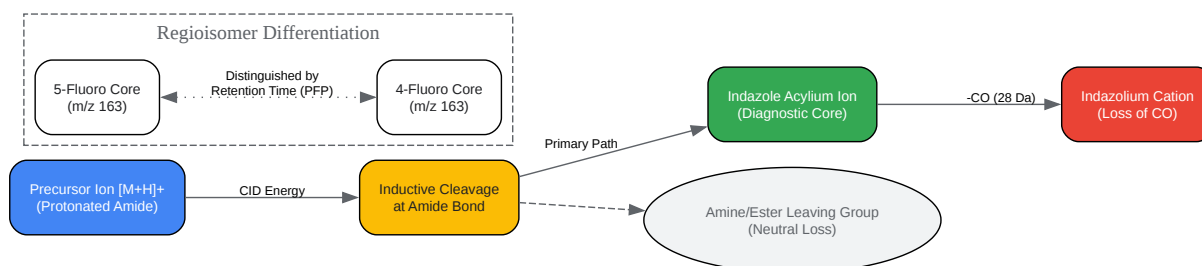 Regioisomer Differentiation
5-Fluoro Core
(m/z 163)
Distinguished by
Retention Time (PFP)
4-Fluoro Core
(m/z 163)
Precursor Ion [M+H]+
(Protonated Amide)
CID Energy
Inductive Cleavage
at Amide Bond
Primary Path
Indazole Acylium Ion
(Diagnostic Core)
-CO (28 Da)
Indazolium Cation
(Loss of CO)
Amine/Ester Leaving Group
(Neutral Loss)